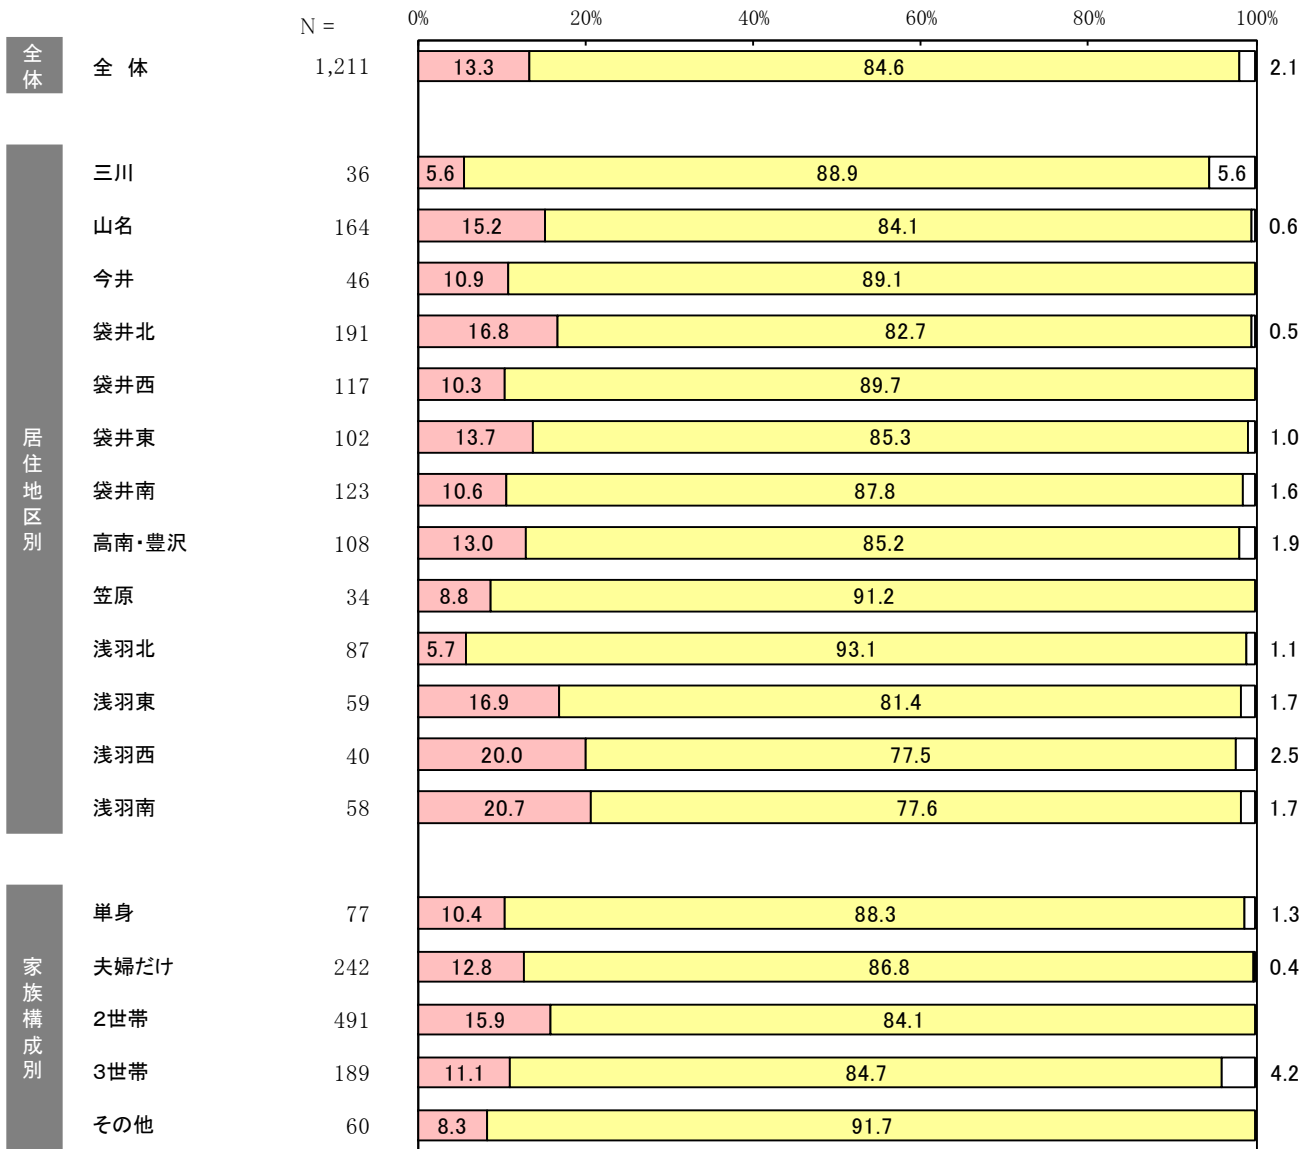 N =
0% 20% 40% 60% 80% 100%
全体
全 体 1,211 13.3 84.6 2.1
居住地区別
三川 36 5.6 88.9 5.6
山名 164 15.2 84.1 0.6
今井 46 10.9 89.1
袋井北 191 16.8 82.7 0.5
袋井西 117 10.3 89.7
袋井東 102 13.7 85.3 1.0
袋井南 123 10.6 87.8 1.6
高南・豊沢 108 13.0 85.2 1.9
笠原 34 8.8 91.2
浅羽北 87 5.7 93.1 1.1
浅羽東 59 16.9 81.4 1.7
浅羽西 40 20.0 77.5 2.5
浅羽南 58 20.7 77.6 1.7
家族構成別
単身 77 10.4 88.3 1.3
夫婦だけ 242 12.8 86.8 0.4
2世帯 491 15.9 84.1
3世帯 189 11.1 84.7 4.2
その他 60 8.3 91.7